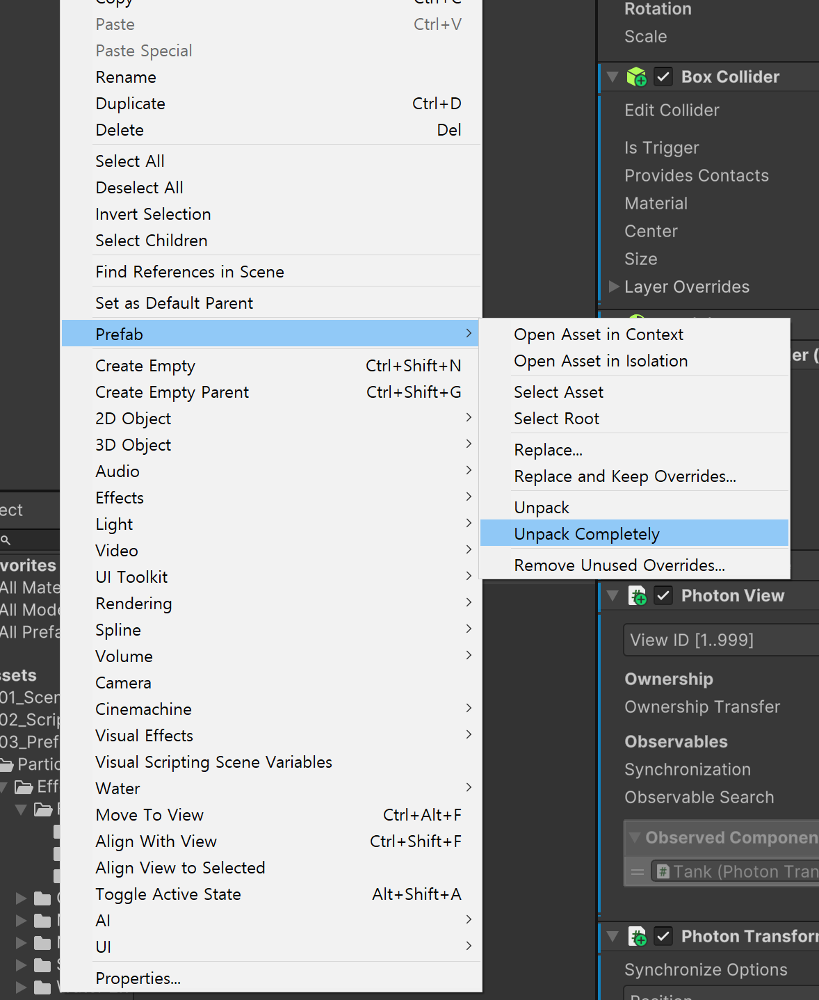 Copy Ctrl+C
Paste Ctrl+V
Paste Special
Rename
Duplicate Ctrl+D
Delete Del
Select All
Deselect All
Invert Selection
Select Children
Find References in Scene
Set as Default Parent
Prefab
Create Empty Ctrl+Shift+N
Create Empty Parent Ctrl+Shift+G
2D Object
3D Object
Audio
Effects
Light
Video
UI Toolkit
Rendering
Spline
Volume
Camera
Cinemachine
Visual Effects
Visual Scripting Scene Variables
Water
Move To View Ctrl+Alt+F
Align With View Ctrl+Shift+F
Align View to Selected
Toggle Active State Alt+Shift+A
AI
UI
Properties...
Open Asset in Context
Open Asset in Isolation
Select Asset
Select Root
Replace...
Replace and Keep Overrides...
Unpack
Unpack Completely
Remove Unused Overrides...
Rotation
Scale
Box Collider
Edit Collider
Is Trigger
Provides Contacts
Material
Center
Size
Layer Overrides
er (
Photon View
View ID [1..999]
Ownership
Ownership Transfer
Observables
Synchronization
Observable Search
Observed Componen
Tank (Photon Tran
Photon Transfor
Synchronize Options
Position
ect
vorites
All Mate
All Mode
All Prefa
ssets
01_Scen
02_Scrip
03_Pref
Partic
Eff